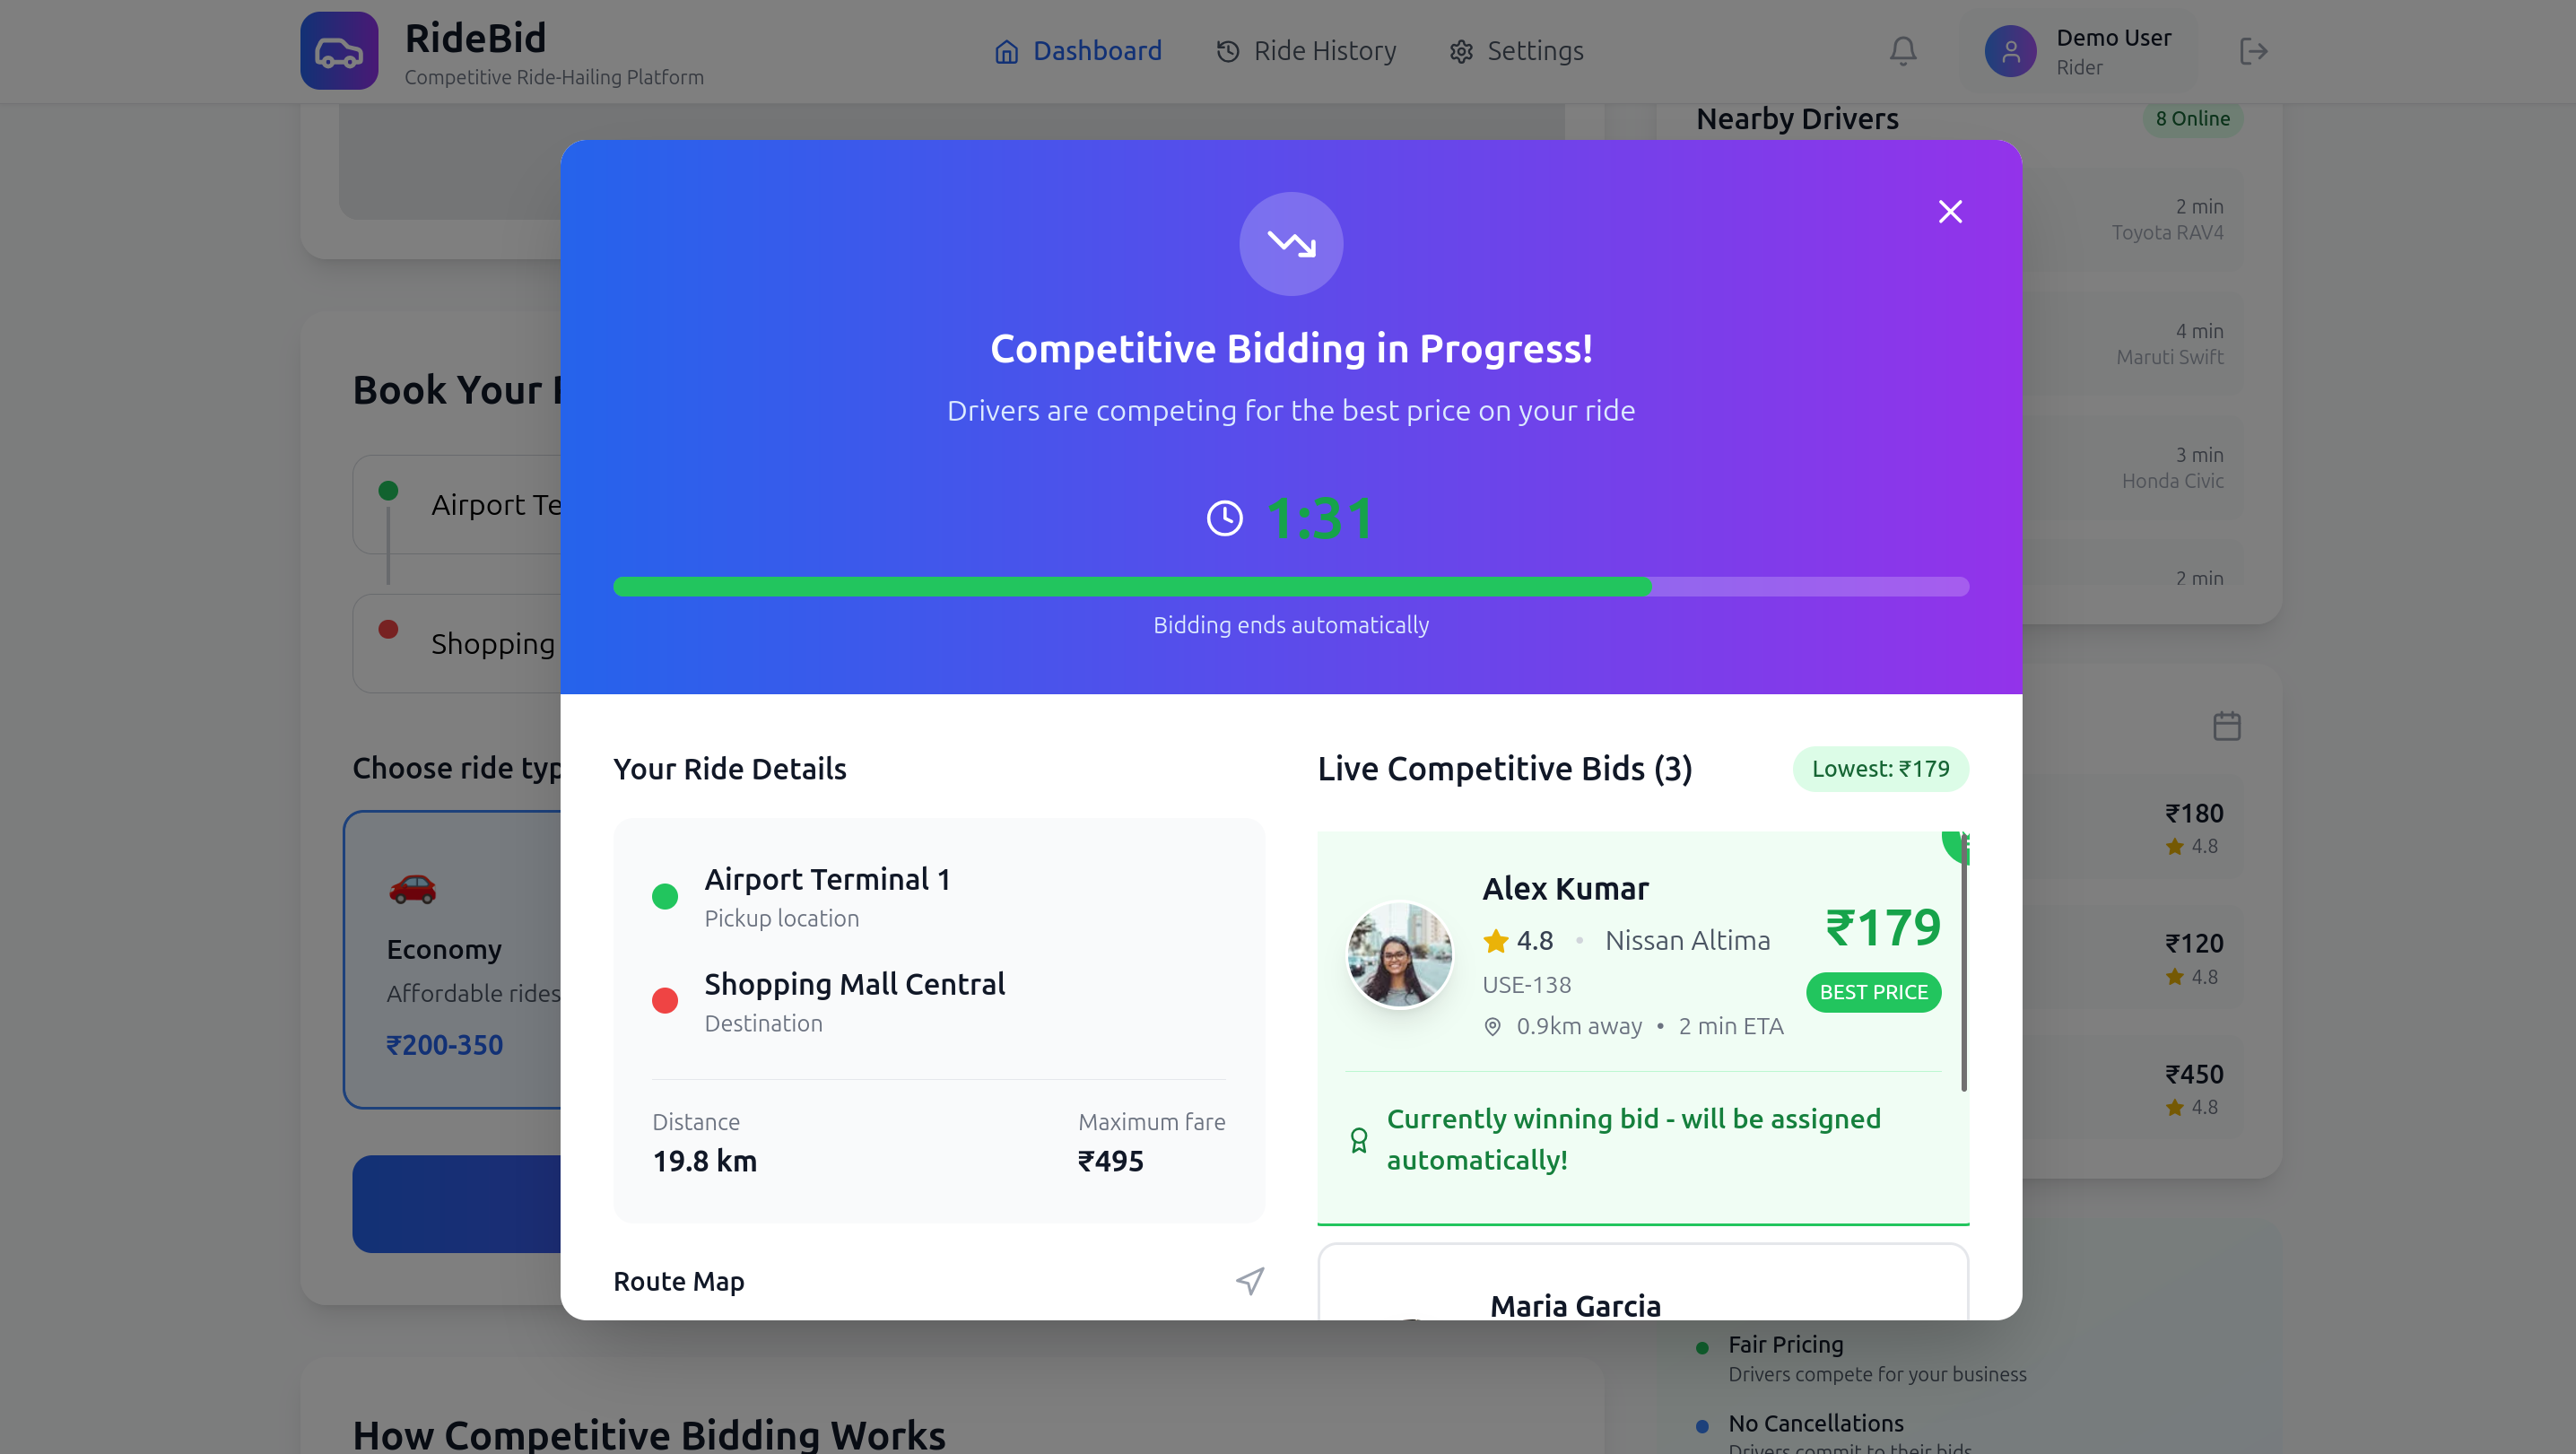 RideBid
Competitive Ride-Hailing Platform
Dashboard
Ride History
Settings
Demo User
Rider
Nearby Drivers
8 Online
2 min
Toyota RAV4
4 min
Maruti Swift
3 min
Honda Civic
2 min
Book Your
Airport Te
Shopping
Choose ride typ
Economy
Affordable rides
₹200-350
How Competitive Bidding Works
Competitive Bidding in Progress!
Drivers are competing for the best price on your ride
1:31
Bidding ends automatically
Your Ride Details
Airport Terminal 1
Pickup location
Shopping Mall Central
Destination
Distance
19.8 km
Maximum fare
₹495
Route Map
Live Competitive Bids (3)
Lowest: ₹179
Alex Kumar
4.8 • Nissan Altima
USE-138
0.9km away • 2 min ETA
₹179
BEST PRICE
Currently winning bid - will be assigned
automatically!
Maria Garcia
₹180
4.8
₹120
4.8
₹450
4.8
Fair Pricing
Drivers compete for your business
No Cancellations
Drivers commit to their bids